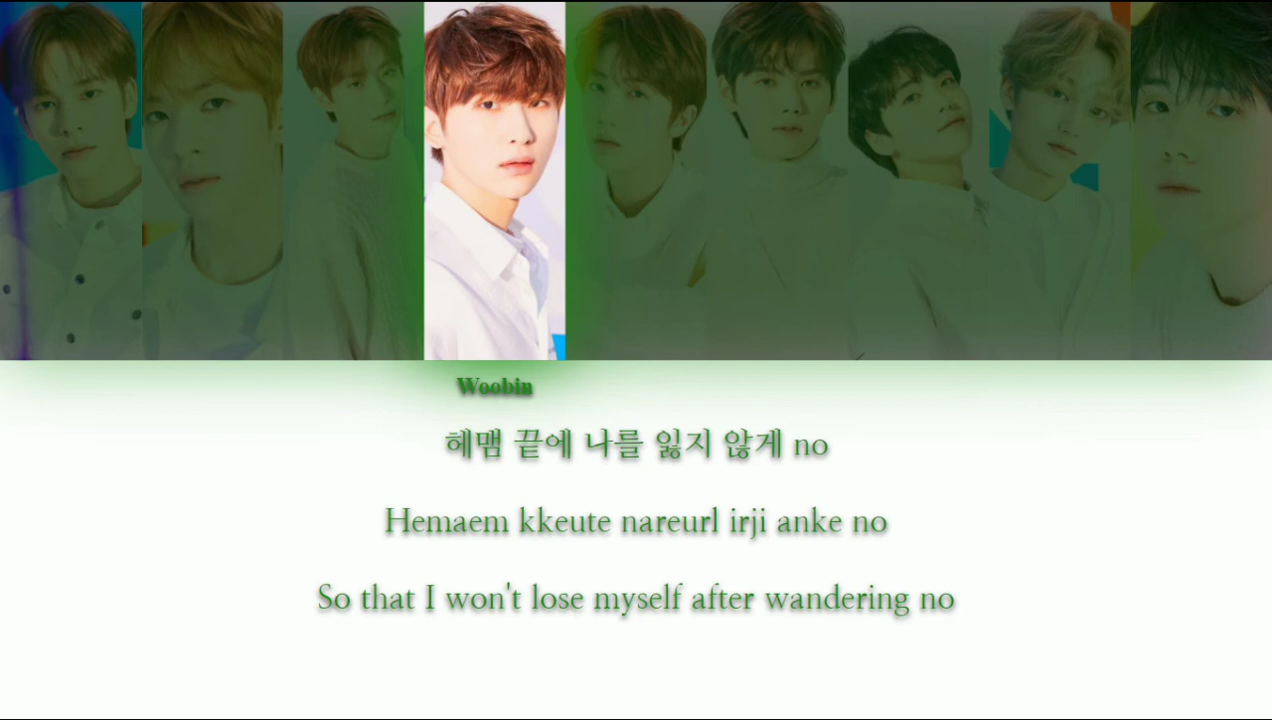 Woobin
헤맴 끝에 나를 잃지 않게 no
Hemaem kkeute nareurl irji anke no
So that I won't lose myself after wandering no